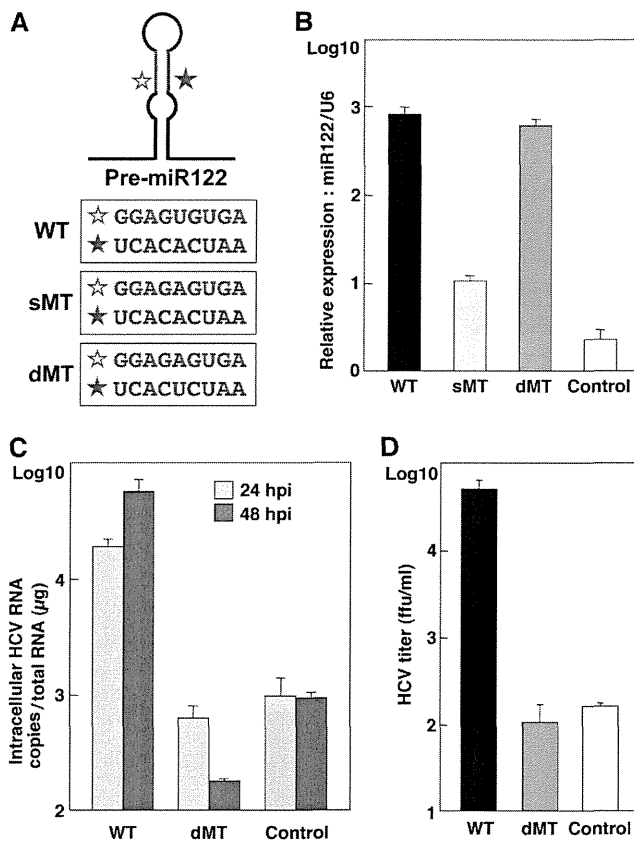 A
Pre-miR122
WT
☆ GGAGUGUGA
★ UCACACUAA
sMT
☆ GGAGAGUGA
★ UCACACUAA
dMT
☆ GGAGAGUGA
★ UCACUCUAA
B
Log10
Relative expression : miR122/U6
3
2
1
0
WT sMT dMT Control
C
Log10
Intracellular HCV RNA
copies/total RNA (µg)
4
3
2
24 hpi
48 hpi
WT dMT Control
D
Log10
HCV titer (ffu/ml)
4
3
2
1
WT dMT Control